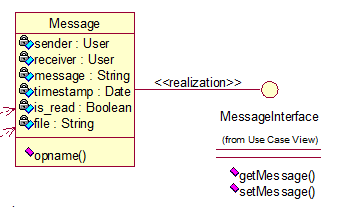 Message
sender : User
receiver : User
message : String
timestamp : Date
is_read : Boolean
file : String
opname()
<<realization>>
MessageInterface
(from Use Case View)
getMessage()
setMessage()